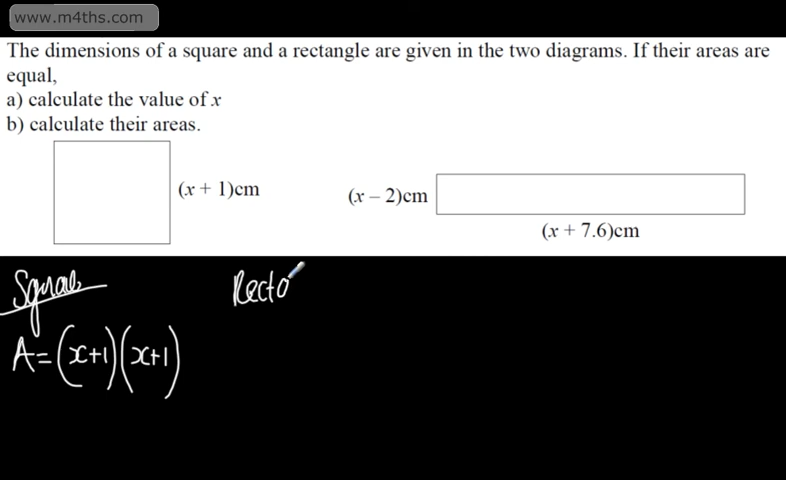 www.m4ths.com
The dimensions of a square and a rectangle are given in the two diagrams. If their areas are
equal,
a) calculate the value of x
b) calculate their areas.
(x + 1)cm
(x – 2)cm
(x + 7.6)cm
Square Recta
A=(x+1)(x+1)